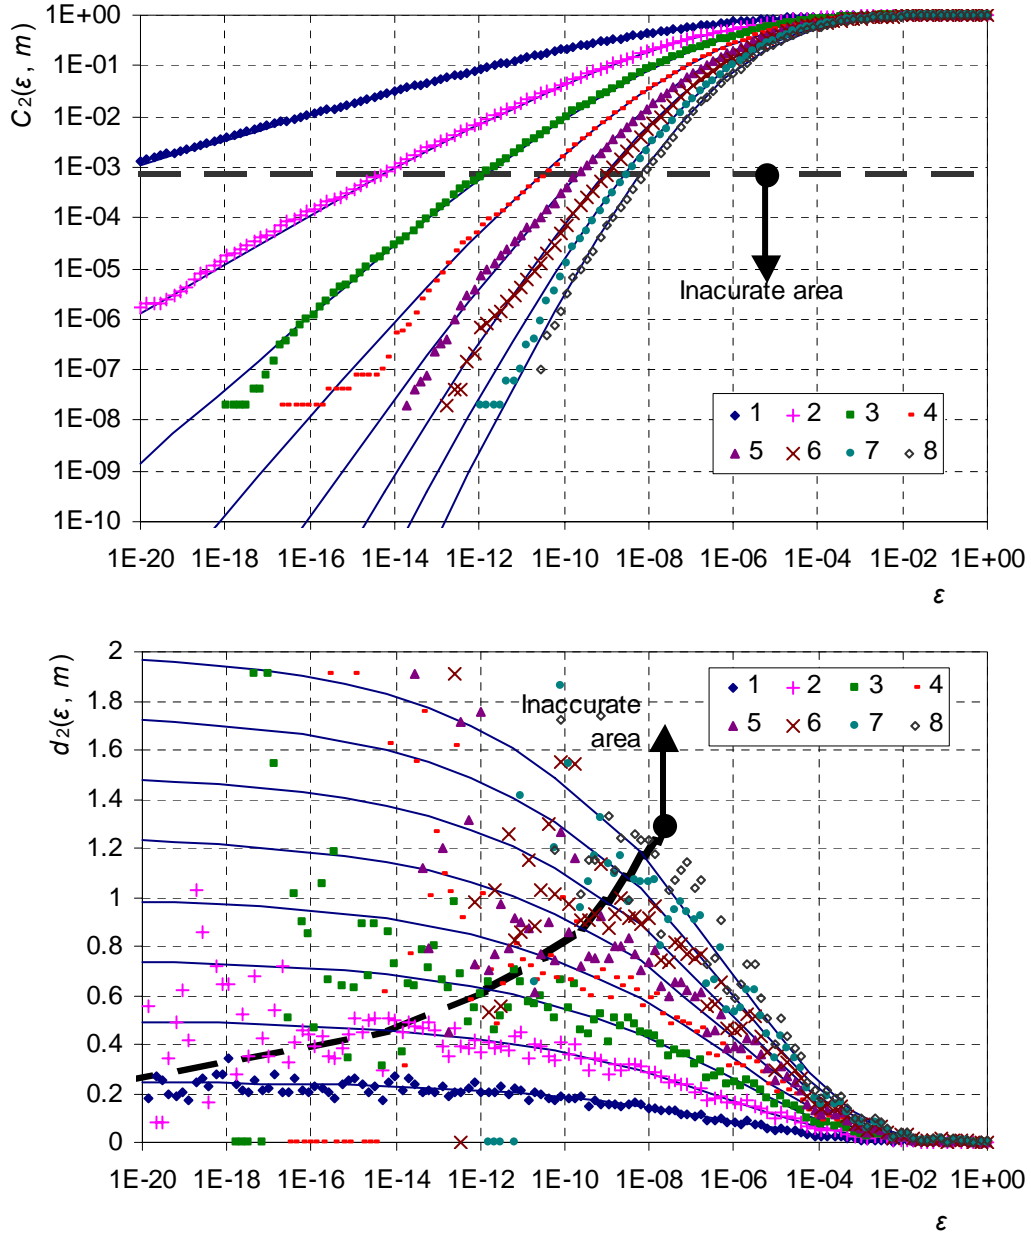 C2(ε, m)
1E+00
1E-01
1E-02
1E-03
1E-04
1E-05
1E-06
1E-07
1E-08
1E-09
1E-10
Inacurate area
1 2 3 4
5 6 7 8
1E-20 1E-18 1E-16 1E-14 1E-12 1E-10 1E-08 1E-06 1E-04 1E-02 1E+00
ε
d2(ε, m)
2
1.8
1.6
1.4
1.2
1
0.8
0.6
0.4
0.2
0
Inaccurate
area
1 2 3 4
5 6 7 8
1E-20 1E-18 1E-16 1E-14 1E-12 1E-10 1E-08 1E-06 1E-04 1E-02 1E+00
ε